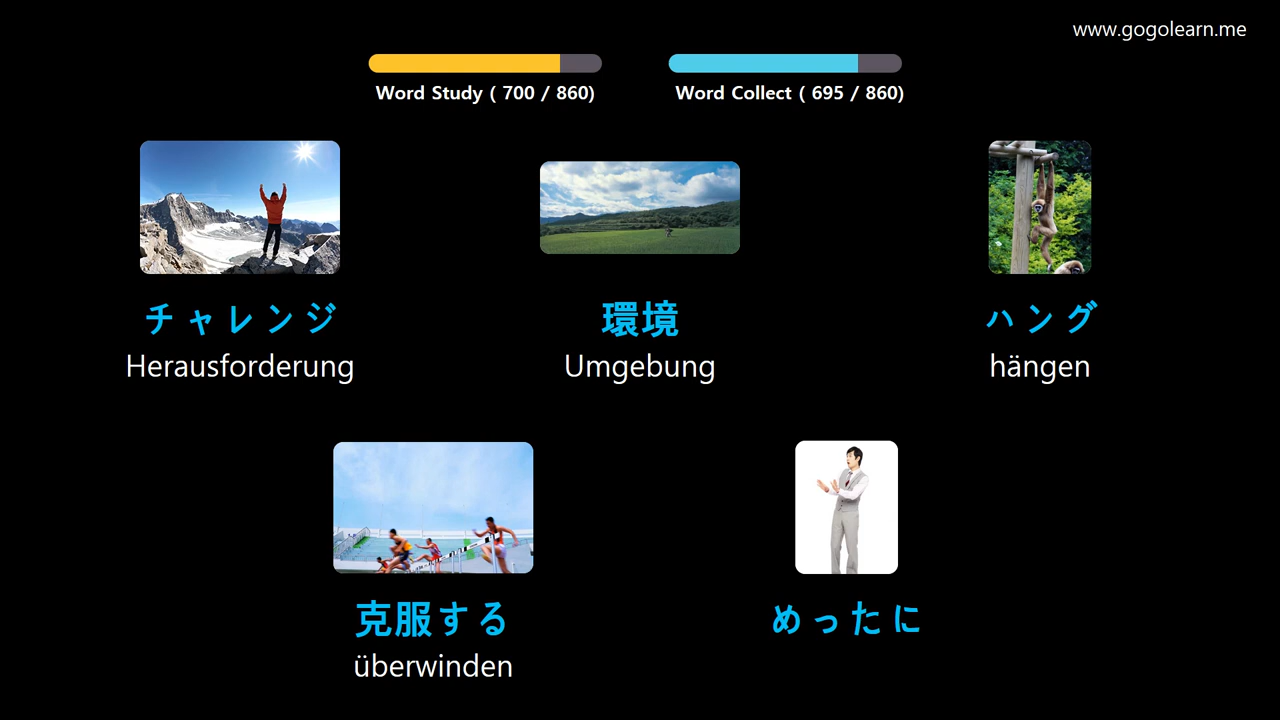 www.gogolearn.me
Word Study ( 700 / 860)
Word Collect ( 695 / 860)
チャレンジ
Herausforderung
環境
Umgebung
ハング
hängen
克服する
überwinden
めったに